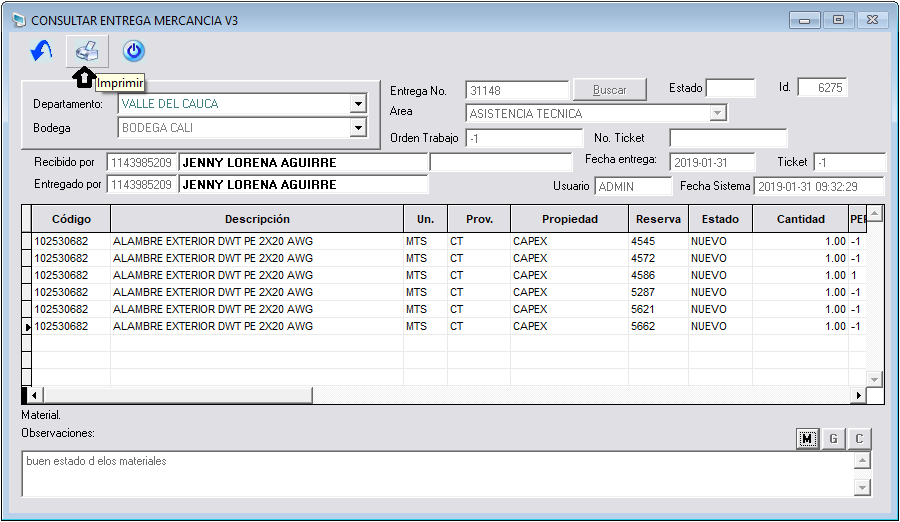 CONSULTAR ENTREGA MERCANCIA V3
Imprimir
Departamento: VALLE DEL CAUCA
Bodega BODEGA CALI
Entrega No. 31148 Buscar Estado Id. 6275
Area ASISTENCIA TECNICA
Orden Trabajo -1 No. Ticket
Recibido por 1143985209 JENNY LORENA AGUIRRE Fecha entrega: 2019-01-31 Ticket -1
Entregado por 1143985209 JENNY LORENA AGUIRRE Usuario ADMIN Fecha Sistema 2019-01-31 09:32:29
Código Descripción Un. Prov. Propiedad Reserva Estado Cantidad PEI
102530682 ALAMBRE EXTERIOR DWT PE 2X20 AWG MTS CT CAPEX 4545 NUEVO 1.00 -1
102530682 ALAMBRE EXTERIOR DWT PE 2X20 AWG MTS CT CAPEX 4572 NUEVO 1.00 -1
102530682 ALAMBRE EXTERIOR DWT PE 2X20 AWG MTS CT CAPEX 4586 NUEVO 1.00 1
102530682 ALAMBRE EXTERIOR DWT PE 2X20 AWG MTS CT CAPEX 5287 NUEVO 1.00 -1
102530682 ALAMBRE EXTERIOR DWT PE 2X20 AWG MTS CT CAPEX 5621 NUEVO 1.00 -1
102530682 ALAMBRE EXTERIOR DWT PE 2X20 AWG MTS CT CAPEX 5662 NUEVO 1.00 -1
Material.
Observaciones: M G C
buen estado d elos materiales